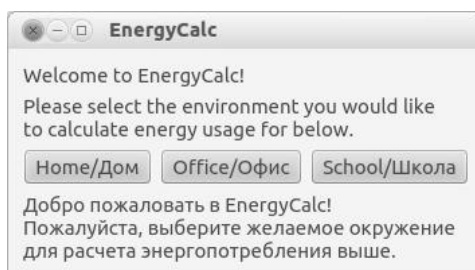 EnergyCalc
Welcome to EnergyCalc!
Please select the environment you would like
to calculate energy usage for below.
Home/Дом Office/Офис School/Школа
Добро пожаловать в EnergyCalc!
Пожалуйста, выберите желаемое окружение
для расчета энергопотребления выше.